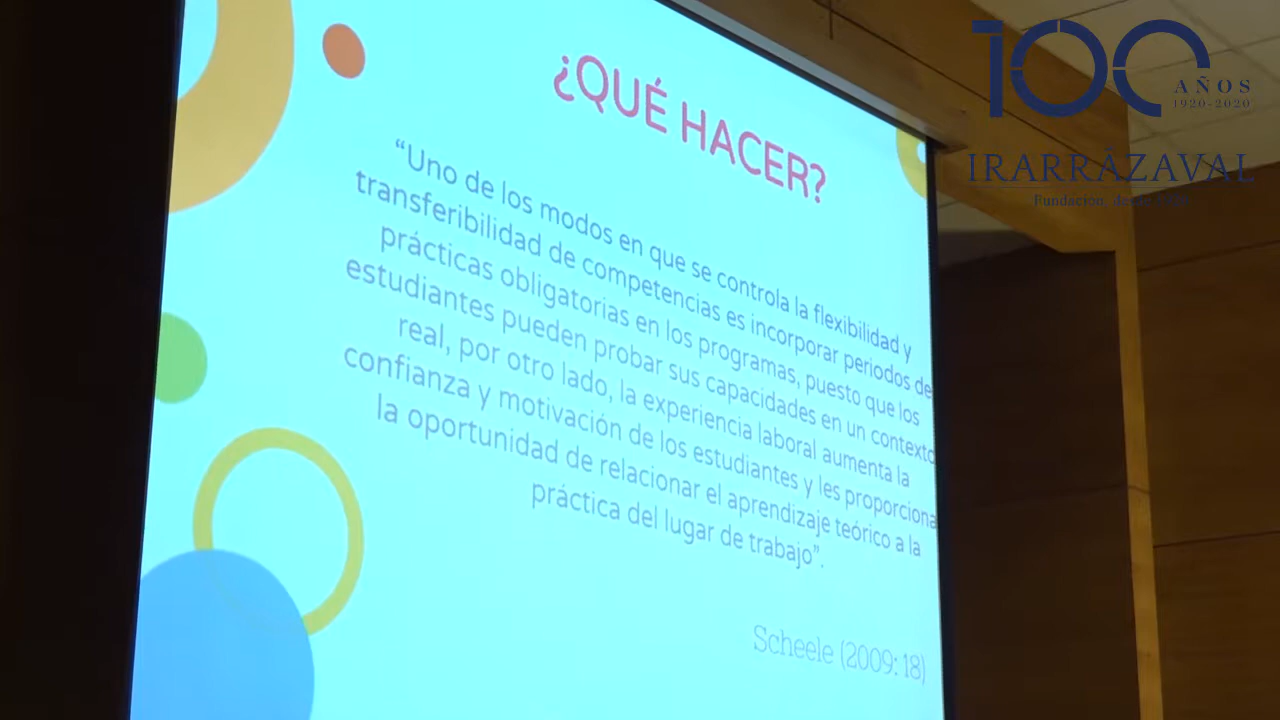 ¿QUÉ HACER?
“Uno de los modos en que se controla la flexibilidad y
transferibilidad de competencias es incorporar periodos de
prácticas obligatorias en los programas, puesto que los
estudiantes pueden probar sus capacidades en un contexto
real, por otro lado, la experiencia laboral aumenta la
confianza y motivación de los estudiantes y les proporciona
la oportunidad de relacionar el aprendizaje teórico a la
práctica del lugar de trabajo”.
Scheele (2009: 18)
100
AÑOS
1920-2020
IRARRÁZAVAL
Fundación, desde